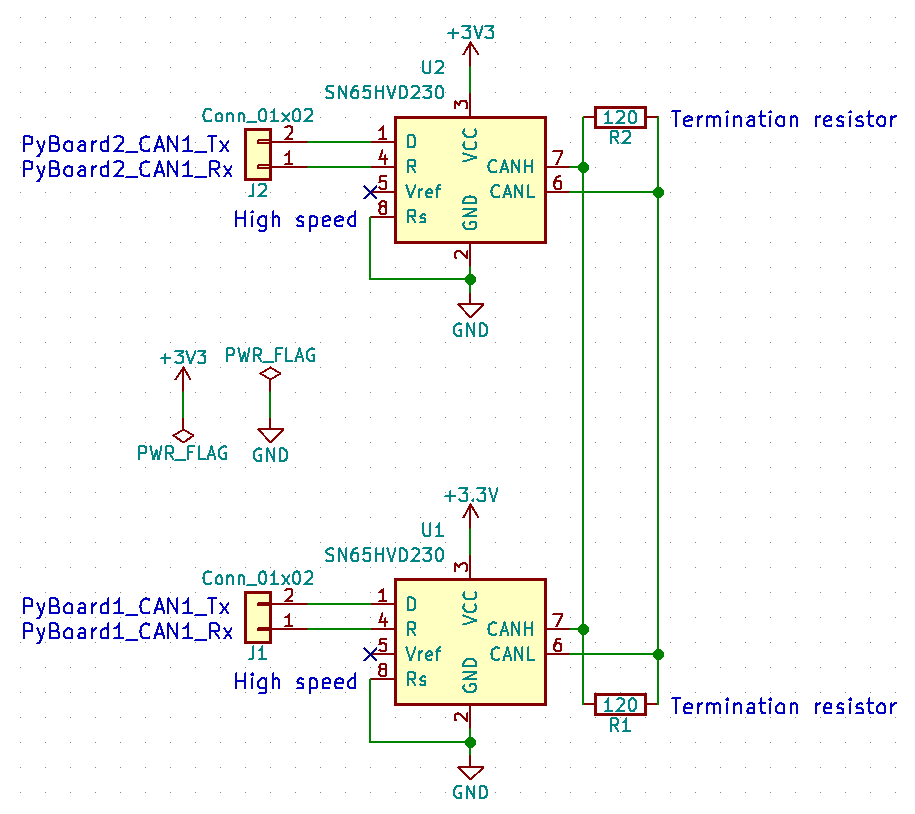 +3V3
U2
SN65HVD230
3
Conn_01x02
PyBoard2_CAN1_Tx 2 1 D VCC 120 Termination resistor
R2
PyBoard2_CAN1_Rx 1 4 R CANH 7
J2 5 Vref CANL 6
High speed 8 Rs GND
2
GND
+3V3 PWR_FLAG
PWR_FLAG GND
+3.3V
U1
SN65HVD230
3
Conn_01x02
PyBoard1_CAN1_Tx 2 1 D VCC
PyBoard1_CAN1_Rx 1 4 R CANH 7
J1 5 Vref CANL 6
High speed 8 Rs GND
120 Termination resistor
2 R1
GND